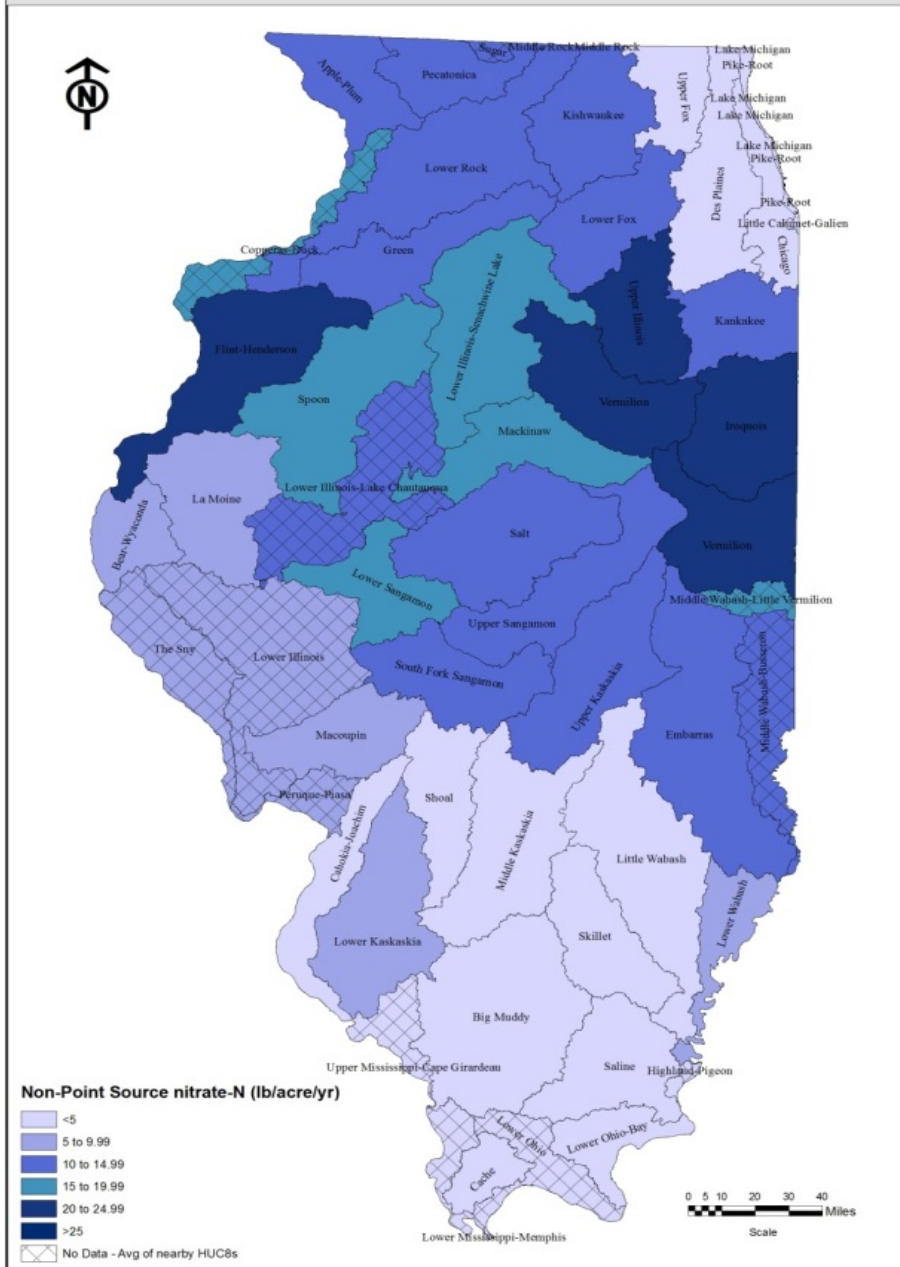 N
Sugar
Middle Rock
Middle Rock
Lake Michigan
Pike-Root
Apple-Plum
Pecatonica
Upper Fox
Lake Michigan
Lake Michigan
Kishwaukee
Lake Michigan
Pike-Root
Lower Rock
Des Plaines
Pike-Root
Lower Fox
Little Calumet-Galien
Copperas-Duck
Green
Chicago
Lower Illinois-Senachwine Lake
Upper Illinois
Kankakee
Flint-Henderson
Spoon
Vermilion
Iroquois
Mackinaw
Lower Illinois-Lake Chautauqua
La Moine
Bear-Wyaconda
Salt
Vermilion
Lower Sangamon
Middle Wabash-Little Vermilion
Upper Sangamon
The Sny
Lower Illinois
South Fork Sangamon
Upper Kaskaskia
Middle Wabash-Busseron
Macoupin
Embarras
Peruque-Piasa
Shoal
Cahokia-Joachim
Middle Kaskaskia
Little Wabash
Lower Wabash
Skillet
Lower Kaskaskia
Big Muddy
Upper Mississippi-Cape Girardeau
Saline
Highland-Pigeon
Lower Ohio
Lower Ohio-Bay
Cache
Lower Mississippi-Memphis
Non-Point Source nitrate-N (lb/acre/yr)
<5
5 to 9.99
10 to 14.99
15 to 19.99
20 to 24.99
>25
No Data - Avg of nearby HUC8s
0 5 10 20 30 40
Miles
Scale